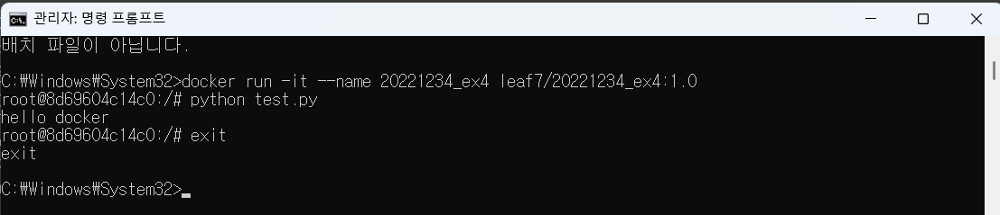 관리자: 명령 프롬프트
배치 파일이 아닙니다.
C:₩Windows₩System32>docker run -it --name 20221234_ex4 leaf7/20221234_ex4:1.0
root@8d69604c14c0:/# python test.py
hello docker
root@8d69604c14c0:/# exit
exit
C:₩Windows₩System32>